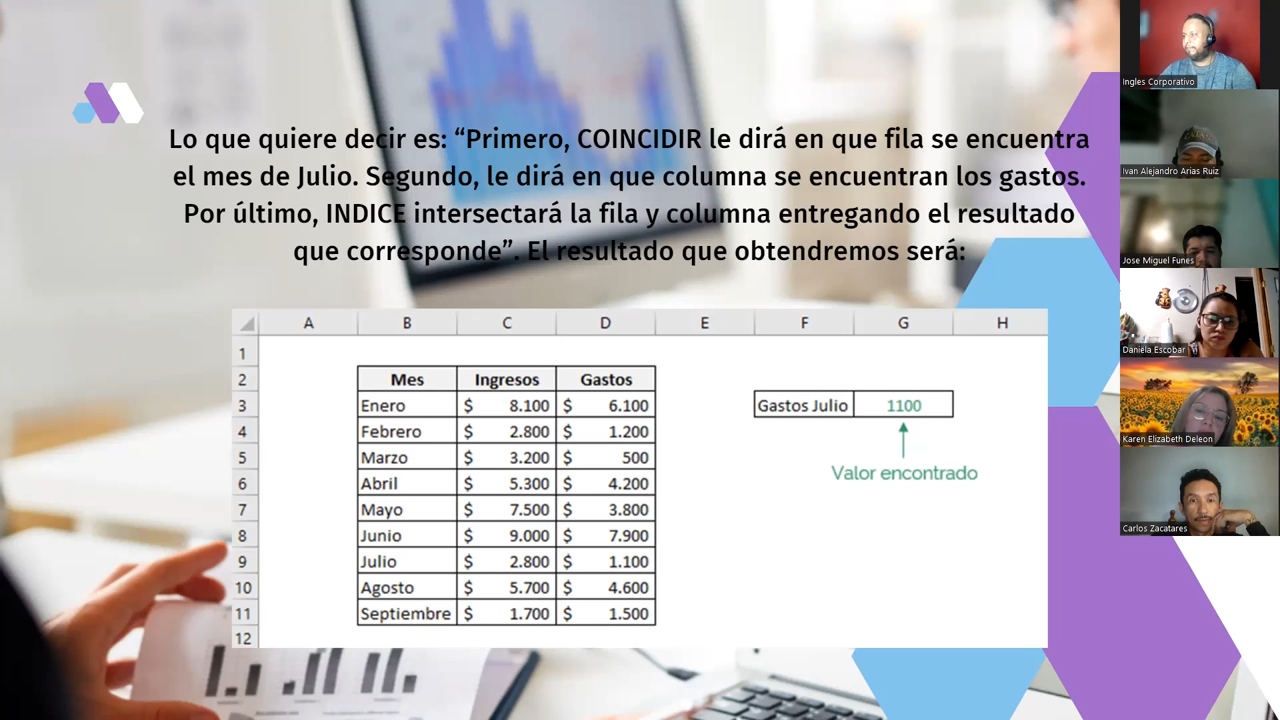 Lo que quiere decir es: “Primero, COINCIDIR le dirá en que fila se encuentra
el mes de Julio. Segundo, le dirá en que columna se encuentran los gastos.
Por último, INDICE intersectará la fila y columna entregando el resultado
que corresponde”. El resultado que obtendremos será:
A B C D E F G H
1
2 Mes Ingresos Gastos
3 Enero $ 8.100 $ 6.100 Gastos Julio 1100
4 Febrero $ 2.800 $ 1.200
5 Marzo $ 3.200 $ 500
Valor encontrado
6 Abril $ 5.300 $ 4.200
7 Mayo $ 7.500 $ 3.800
8 Junio $ 9.000 $ 7.900
9 Julio $ 2.800 $ 1.100
10 Agosto $ 5.700 $ 4.600
11 Septiembre $ 1.700 $ 1.500
12
Ingles Corporativo
Ivan Alejandro Arias Ruiz
Jose Miguel Funes
Daniela Escobar
Karen Elizabeth Deleon
Carlos Zacatares